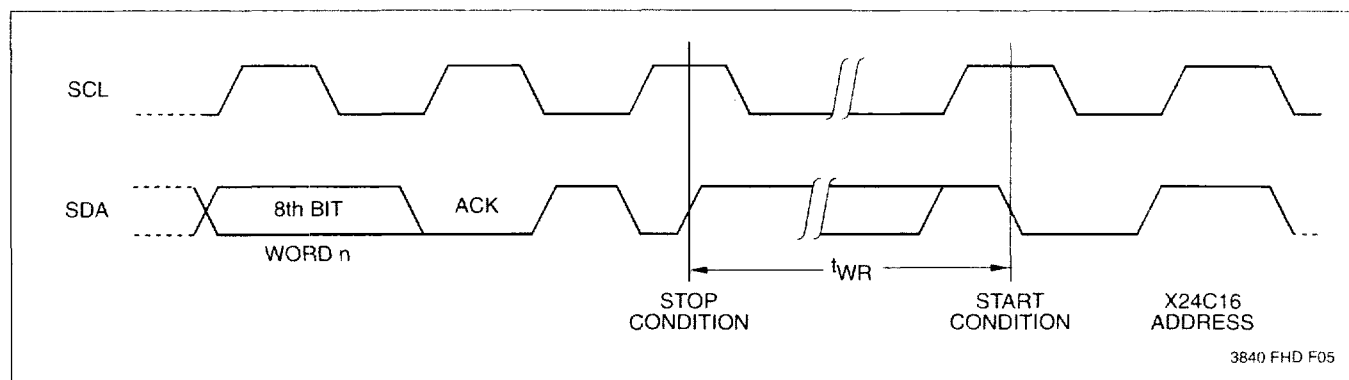 SCL
SDA
8th BIT
ACK
WORD n
tWR
STOP
CONDITION
START
CONDITION
X24C16
ADDRESS
3840 FHD F05